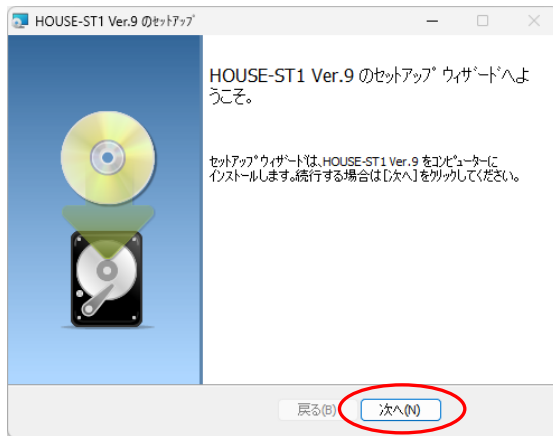 HOUSE-ST1 Ver.9 のｾｯﾄｱｯﾌﾟ
HOUSE-ST1 Ver.9 のｾｯﾄｱｯﾌﾟ ｳｨｻﾞｰﾄﾞへよ
うこそ。
ｾｯﾄｱｯﾌﾟｳｨｻﾞｰﾄﾞは、HOUSE-ST1 Ver.9 をｺﾝﾋﾟｭｰﾀｰに
ｲﾝｽﾄｰﾙします。続行する場合は[次へ]をｸﾘｯｸしてください。
戻る(B)
次へ(N)